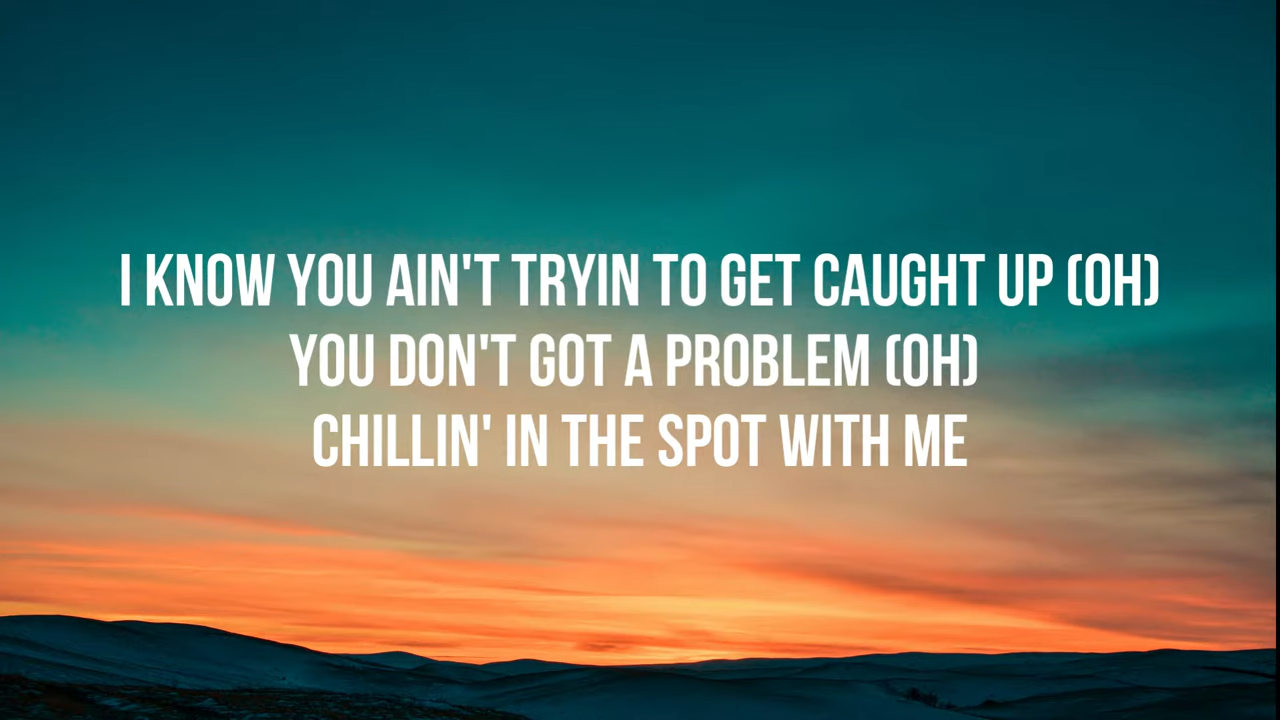 I KNOW YOU AIN'T TRYIN TO GET CAUGHT UP (OH)
YOU DON'T GOT A PROBLEM (OH)
CHILLIN' IN THE SPOT WITH ME